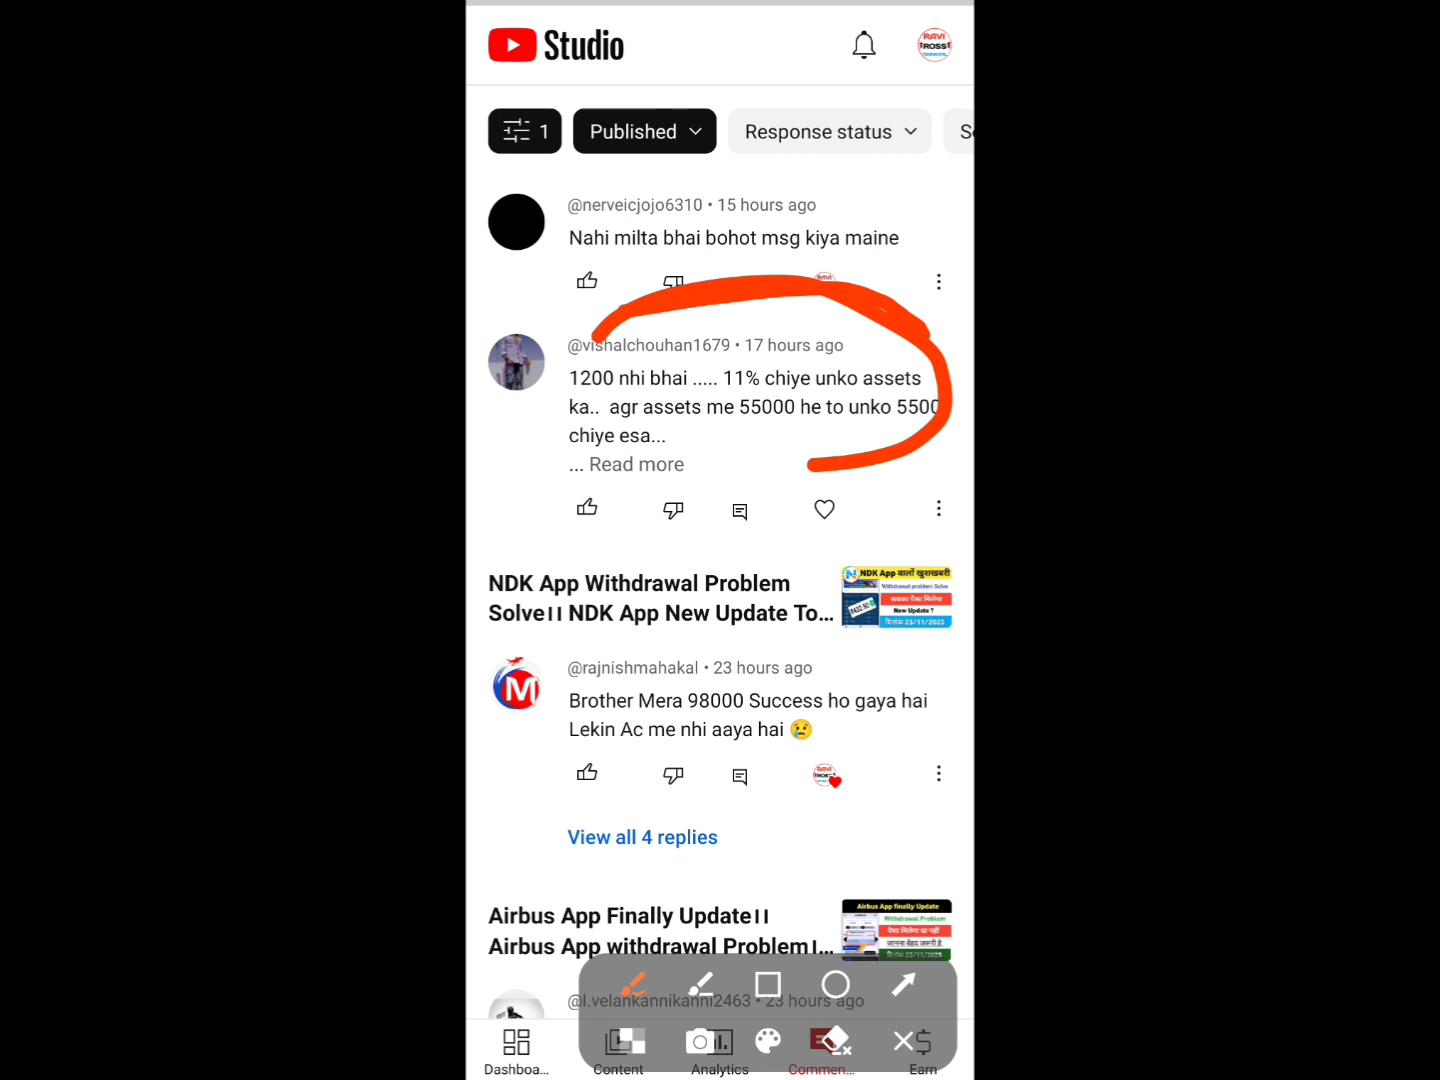 Studio
RAVI
ROSS
1
Published
Response status
@nerveicjojo6310 • 15 hours ago
Nahi milta bhai bohot msg kiya maine
@vishalchouhan1679 • 17 hours ago
1200 nhi bhai ..... 11% chiye unko assets
ka.. agr assets me 55000 he to unko 5500
chiye esa...
... Read more
NDK App Withdrawal Problem
Solve।। NDK App New Update To...
NDK App वालों खुशखबरी
Withdrawal problem Solve
सबका पैसा मिलेगा
New Update ?
दिनांक 23/11/2023
@rajnishmahakal • 23 hours ago
Brother Mera 98000 Success ho gaya hai
Lekin Ac me nhi aaya hai 😢
View all 4 replies
Airbus App Finally Update।।
Airbus App withdrawal Problem।...
Airbus App finally Update
Withdrawal Problem
पैसा मिलेगा या नहीं
जानना बेहद जरूरी है
@l.velankannikanni2463 • 23 hours ago
Dashboa...
Content
Analytics
Commen...
Earn